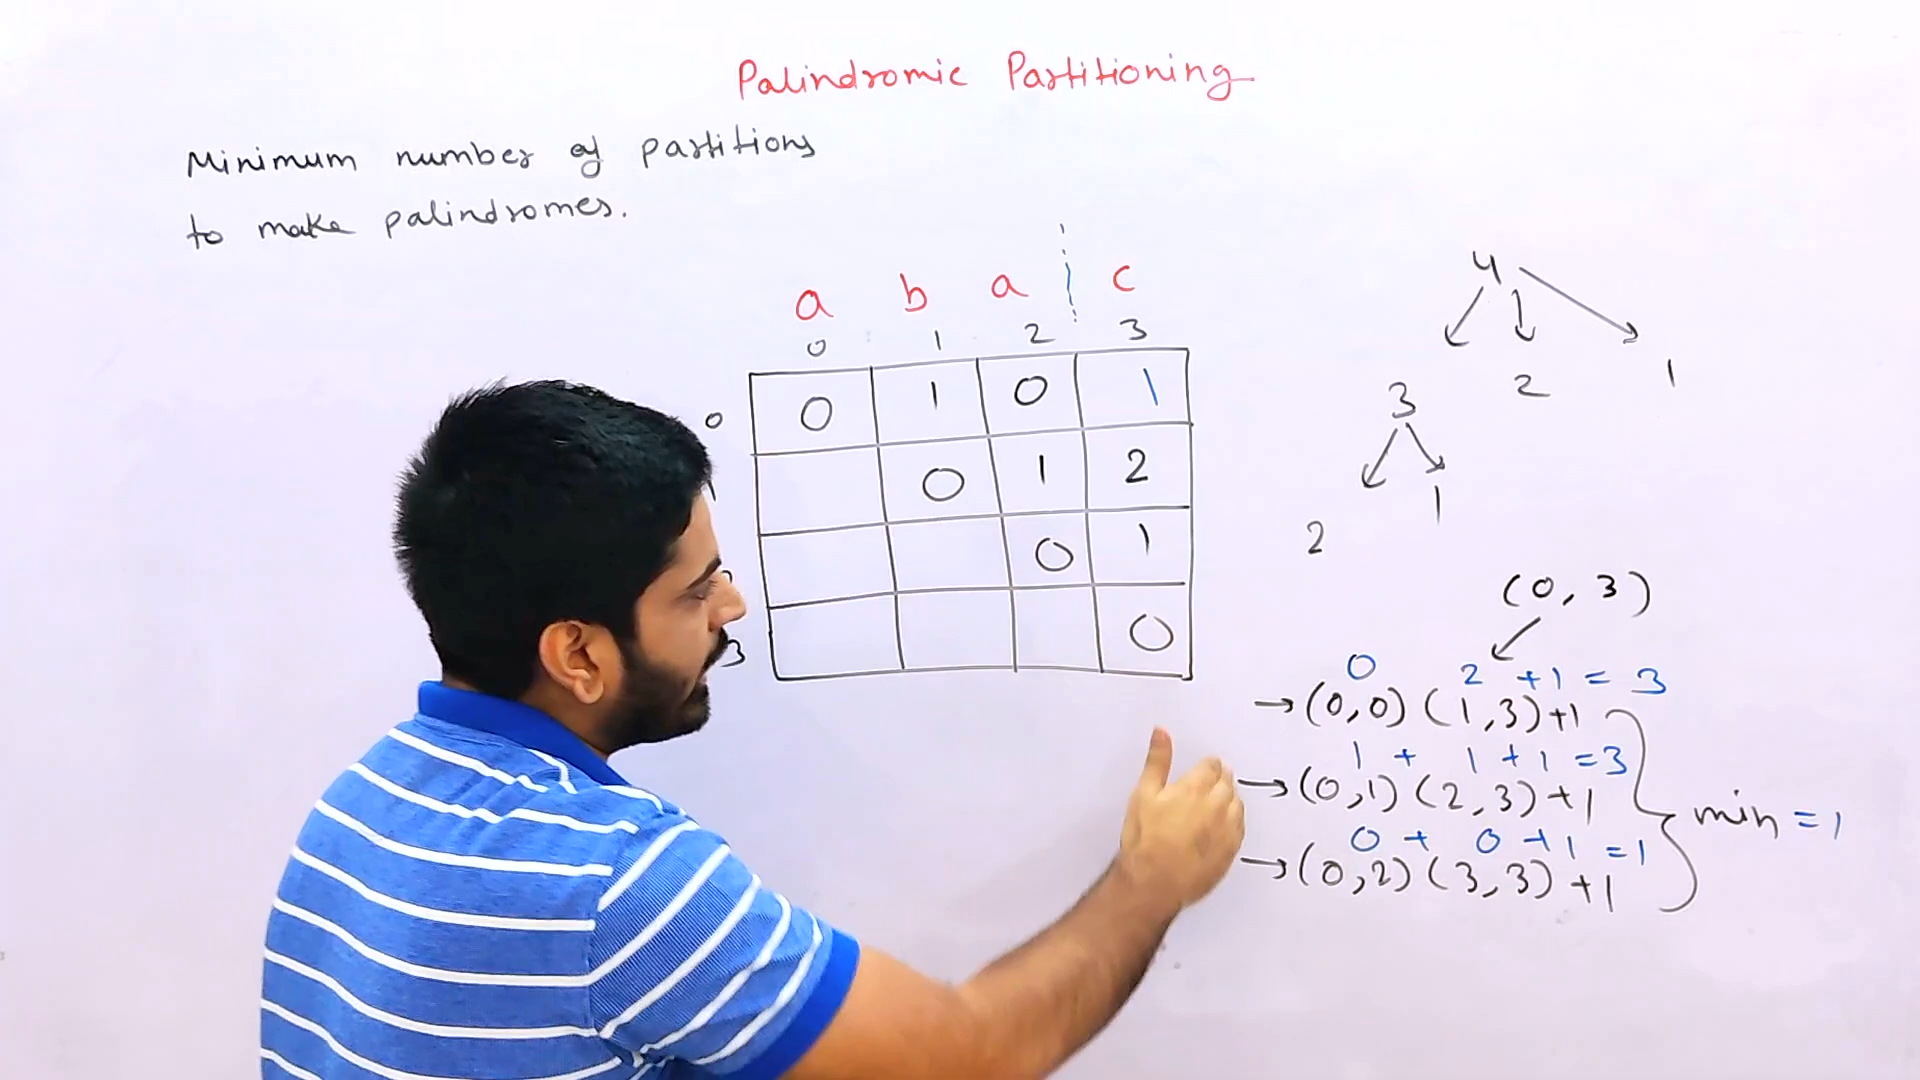 Palindromic Partitioning
Minimum number of partitions
to make palindromes.
a b a c
0 1 2 3
0 0 1 0 1
1 0 1 2
0 1
3 0
4
3 2 1
2 1
(0, 3)
0 2 +1 = 3
→(0,0) (1,3)+1
1 + 1 +1 =3
→(0,1) (2,3)+1
min = 1
0 + 0 +1 =1
→(0,2) (3,3) +1